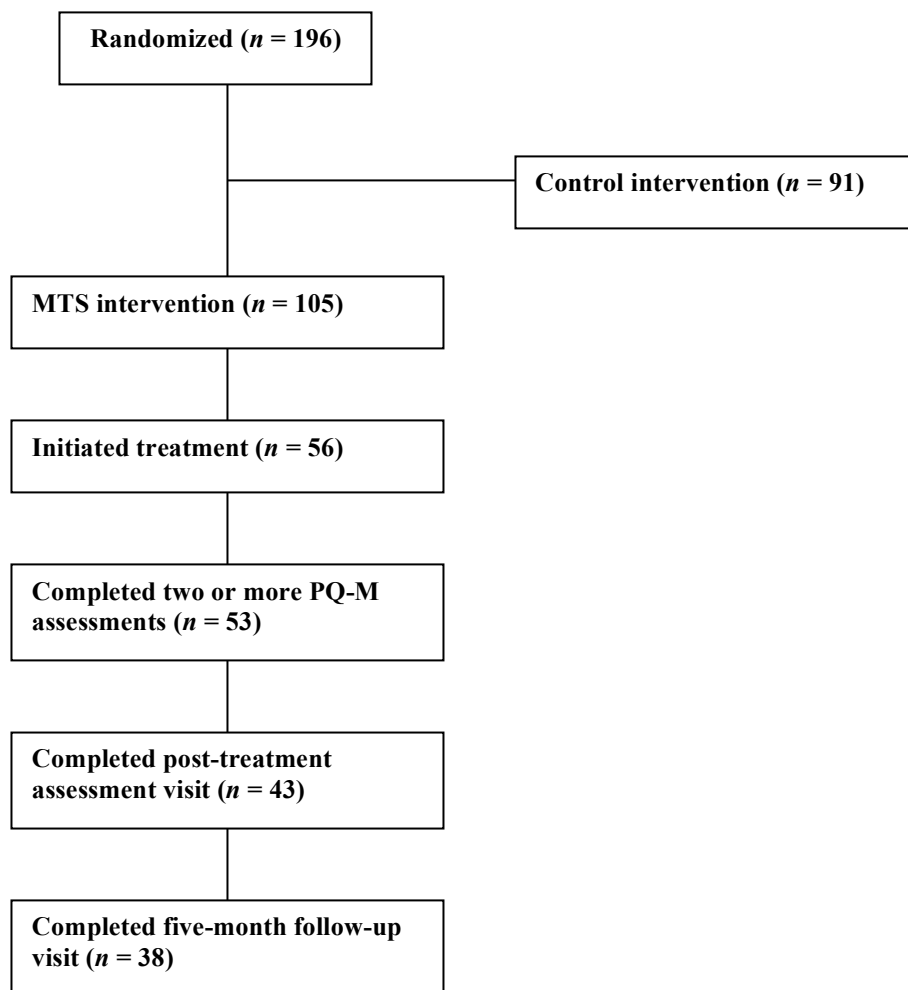 Randomized (n = 196)
Control intervention (n = 91)
MTS intervention (n = 105)
Initiated treatment (n = 56)
Completed two or more PQ-M
assessments (n = 53)
Completed post-treatment
assessment visit (n = 43)
Completed five-month follow-up
visit (n = 38)